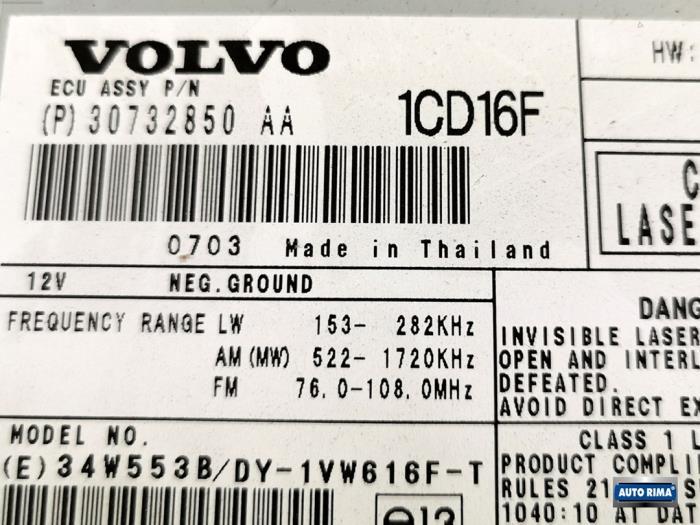 VOLVO
ECU ASSY P/N
(P) 30732850 AA
1CD16F
HW:
LASE
0703 Made in Thailand
12V NEG.GROUND
FREQUENCY RANGE LW 153- 282KHz
AM (MW) 522- 1720KHz
FM 76.0-108.0MHz
DANG
INVISIBLE LASER
OPEN AND INTERL
DEFEATED.
AVOID DIRECT EX
MODEL NO.
(E) 34W553B/DY-1VW616F-T
CLASS 1 L
PRODUCT COMPLI
RULES 21
1040:10 AT DAT
e13
AUTO RIMA